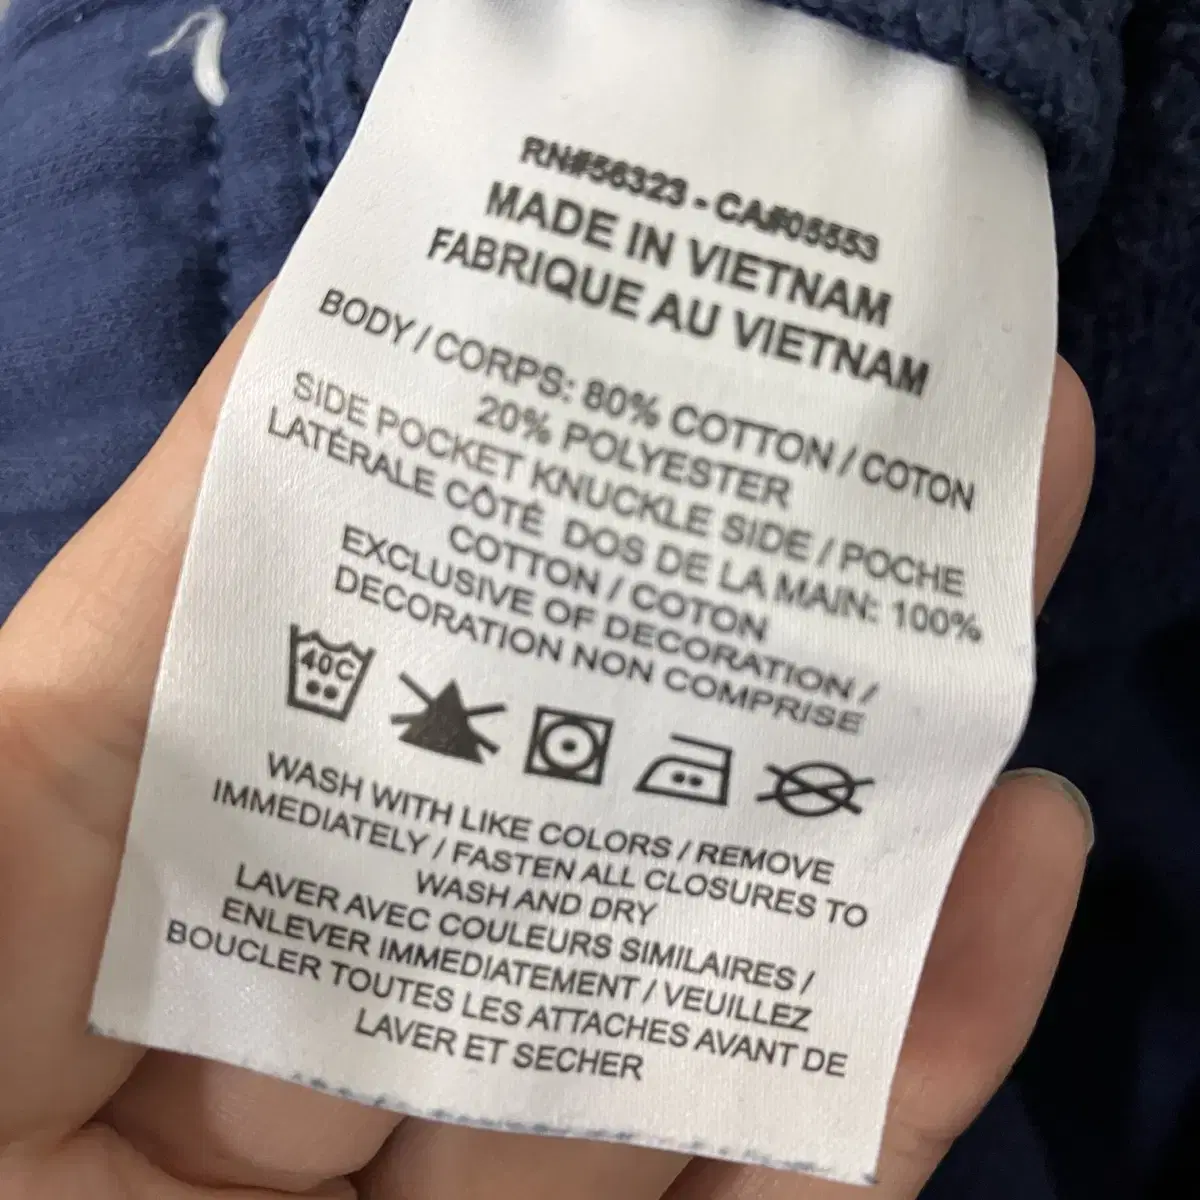 RN#56323 - CA#05553
MADE IN VIETNAM
FABRIQUE AU VIETNAM
BODY / CORPS: 80% COTTON / COTON
20% POLYESTER
SIDE POCKET KNUCKLE SIDE / POCHE
LATÉRALE CÔTÉ DOS DE LA MAIN: 100%
COTTON / COTON
EXCLUSIVE OF DECORATION /
DECORATION NON COMPRISE
40C
WASH WITH LIKE COLORS / REMOVE
IMMEDIATELY / FASTEN ALL CLOSURES TO
WASH AND DRY
LAVER AVEC COULEURS SIMILAIRES /
ENLEVER IMMEDIATEMENT / VEUILLEZ
BOUCLER TOUTES LES ATTACHES AVANT DE
LAVER ET SECHER